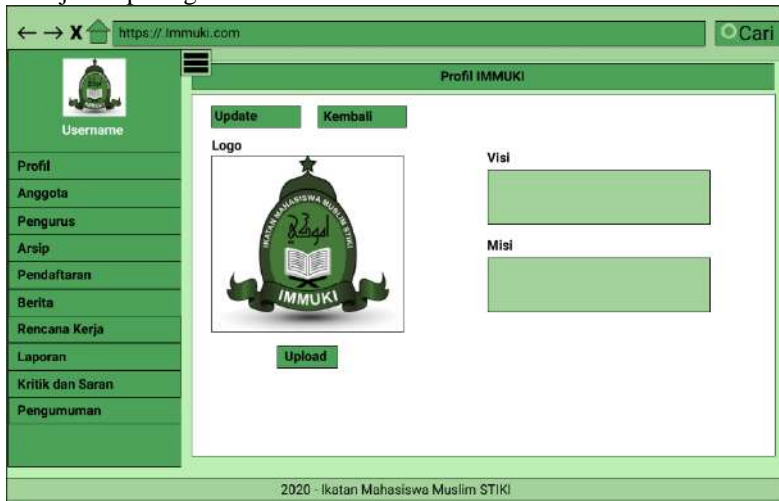 X https:// Immuki.com Cari
Username
Profil
Anggota
Pengurus
Arsip
Pendaftaran
Berita
Rencana Kerja
Laporan
Kritik dan Saran
Pengumuman
Profil IMMUKI
Update Kembali
Logo
IKATAN MAHASISWA MUSLIM STIKI
IMMUKI
Upload
Visi
Misi
2020 - Ikatan Mahasiswa Muslim STIKI